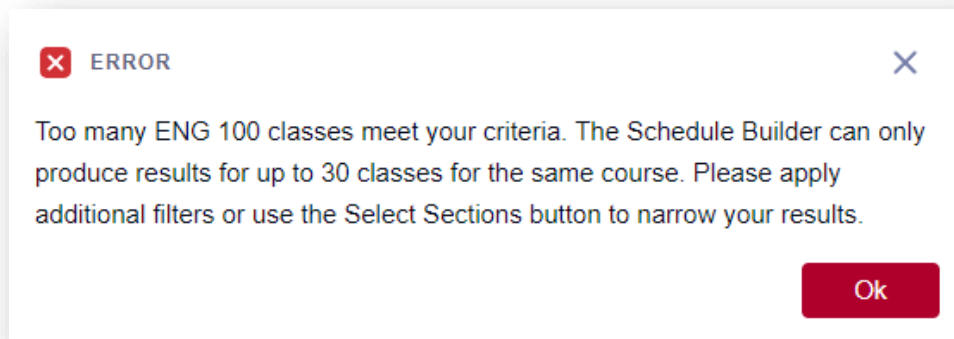 ERROR
Too many ENG 100 classes meet your criteria. The Schedule Builder can only
produce results for up to 30 classes for the same course. Please apply
additional filters or use the Select Sections button to narrow your results.
Ok